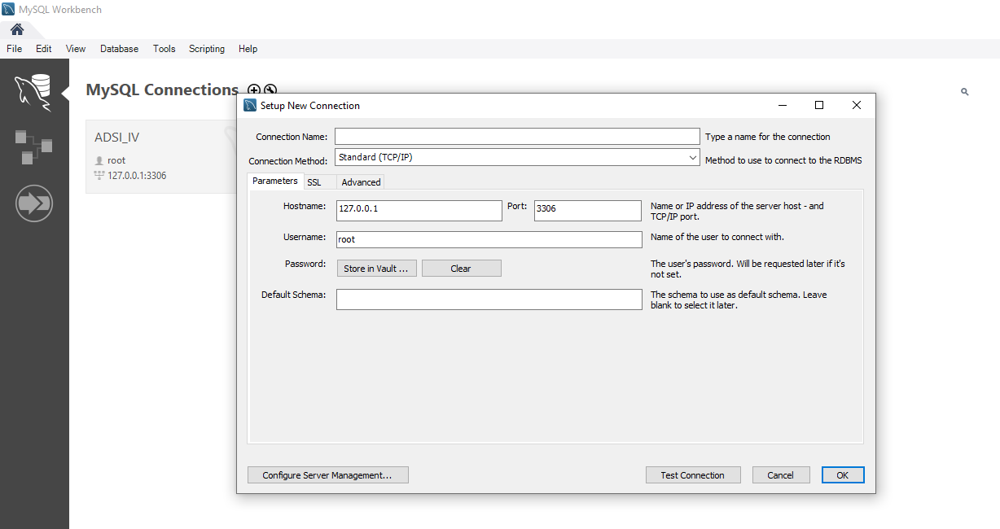 MySQL Workbench
File Edit View Database Tools Scripting Help
MySQL Connections
ADSI_IV
root
127.0.0.1:3306
Setup New Connection
Connection Name: Type a name for the connection
Connection Method: Standard (TCP/IP) Method to use to connect to the RDBMS
Parameters SSL Advanced
Hostname: 127.0.0.1 Port: 3306 Name or IP address of the server host - and
TCP/IP port.
Username: root Name of the user to connect with.
Password: Store in Vault ... Clear The user's password. Will be requested later if it's
not set.
Default Schema: The schema to use as default schema. Leave
blank to select it later.
Configure Server Management... Test Connection Cancel OK